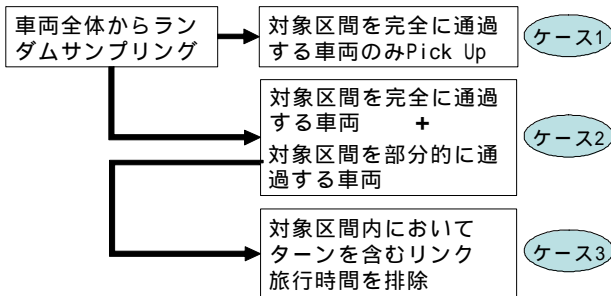 車両全体からラン
ダムサンプリング
対象区間を完全に通過
する車両のみPick Up
ケース1
対象区間を完全に通過
する車両 +
対象区間を部分的に通
過する車両
ケース2
対象区間内において
ターンを含むリンク
旅行時間を排除
ケース3